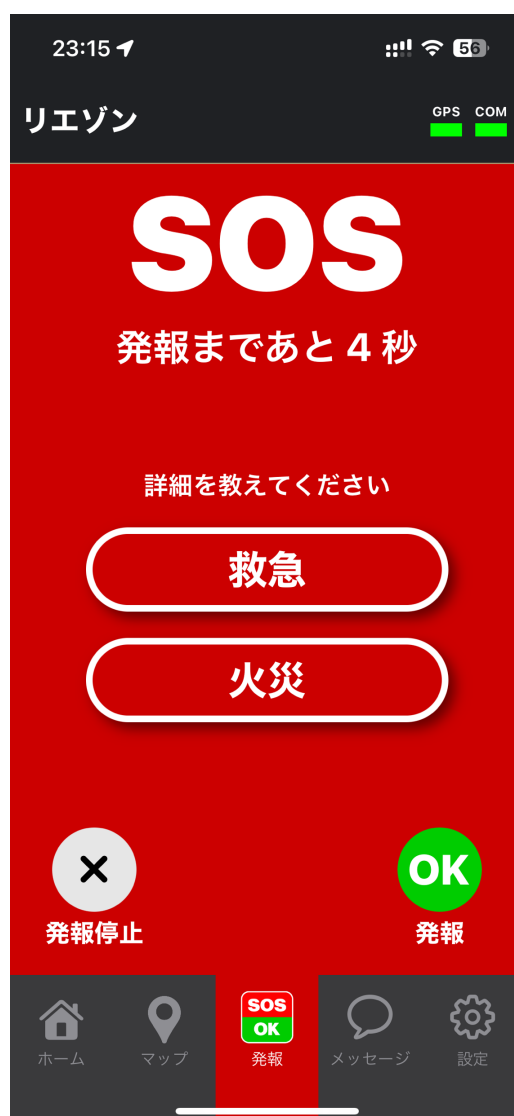 23:15
56
リエゾン
GPS COM
SOS
発報まであと 4 秒
詳細を教えてください
救急
火災
×
OK
発報停止
発報
SOS
OK
ホーム
マップ
発報
メッセージ
設定